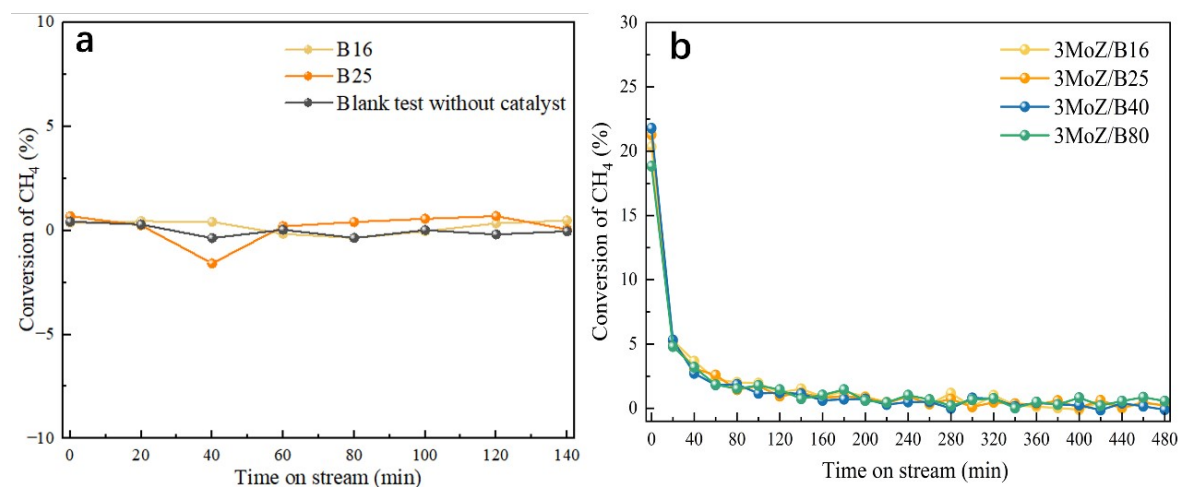 a
B16
B25
Blank test without catalyst
Conversion of CH4 (%)
10
5
0
−5
−10
0 20 40 60 80 100 120 140
Time on stream (min)
b
3MoZ/B16
3MoZ/B25
3MoZ/B40
3MoZ/B80
Conversion of CH4 (%)
30
25
20
15
10
5
0
0 40 80 120 160 200 240 280 320 360 400 440 480
Time on stream (min)